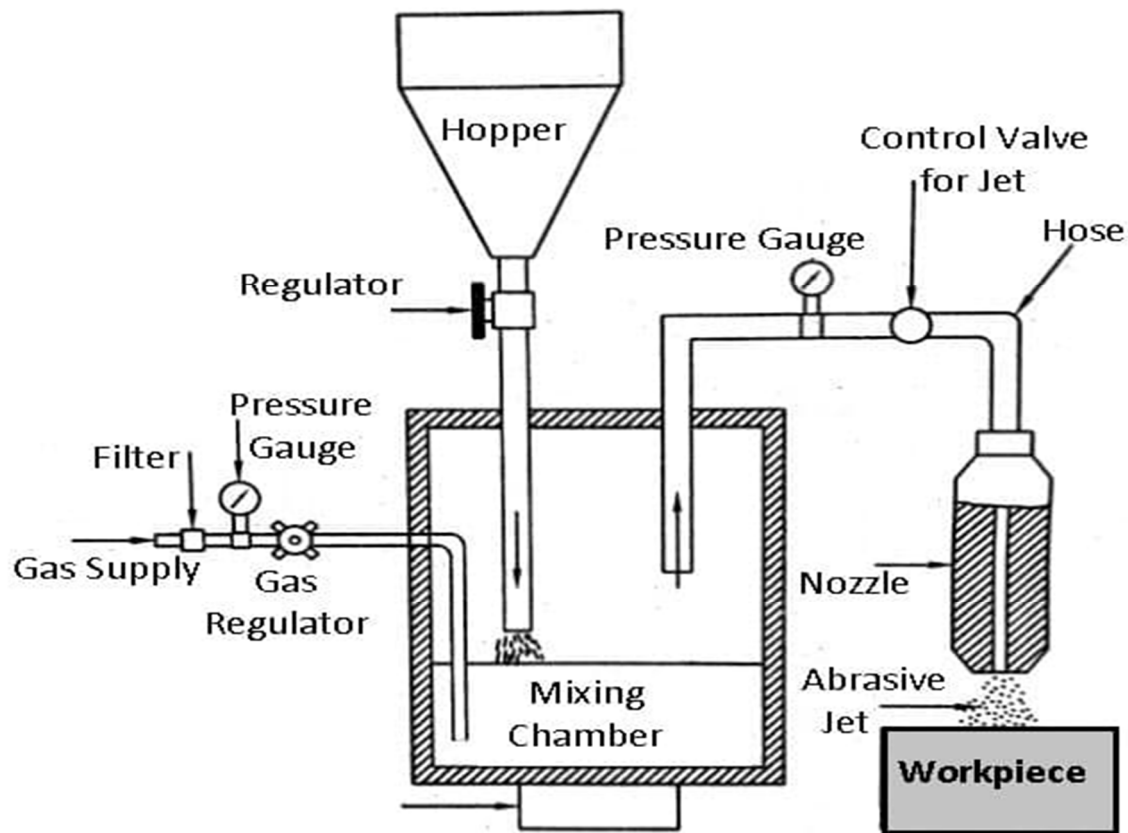 Hopper
Control Valve
for Jet
Pressure Gauge
Hose
Regulator
Pressure
Gauge
Filter
Gas Supply
Gas
Regulator
Nozzle
Mixing
Chamber
Abrasive
Jet
Workpiece